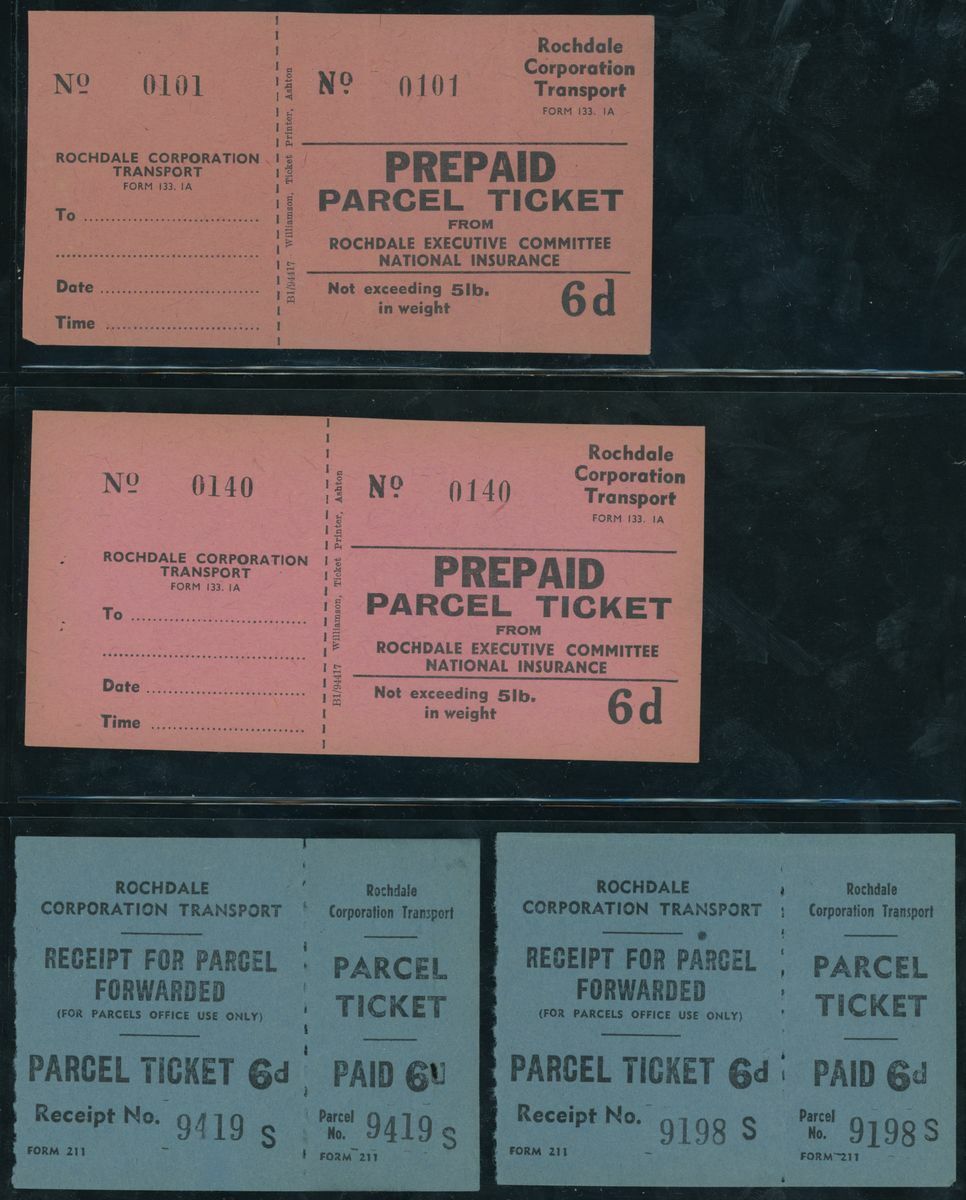 Nº 0101
ROCHDALE CORPORATION
TRANSPORT
FORM 133. 1A
To ..............................
..............................
Date ..............................
Time ..............................
B1/94417 Williamson, Ticket Printer, Ashton
Nº 0101
Rochdale
Corporation
Transport
FORM 133. 1A
PREPAID
PARCEL TICKET
FROM
ROCHDALE EXECUTIVE COMMITTEE
NATIONAL INSURANCE
Not exceeding 5lb.
in weight
6d
Nº 0140
ROCHDALE CORPORATION
TRANSPORT
FORM 133. 1A
To ..............................
..............................
Date ..............................
Time ..............................
B1/94417 Williamson, Ticket Printer, Ashton
Nº 0140
Rochdale
Corporation
Transport
FORM 133. 1A
PREPAID
PARCEL TICKET
FROM
ROCHDALE EXECUTIVE COMMITTEE
NATIONAL INSURANCE
Not exceeding 5lb.
in weight
6d
ROCHDALE
CORPORATION TRANSPORT
RECEIPT FOR PARCEL
FORWARDED
(FOR PARCELS OFFICE USE ONLY)
PARCEL TICKET 6d
Receipt No. 9419 S
FORM 211
Rochdale
Corporation Transport
PARCEL
TICKET
PAID 6d
Parcel
No. 9419 S
FORM 211
ROCHDALE
CORPORATION TRANSPORT
RECEIPT FOR PARCEL
FORWARDED
(FOR PARCELS OFFICE USE ONLY)
PARCEL TICKET 6d
Receipt No. 9198 S
FORM 211
Rochdale
Corporation Transport
PARCEL
TICKET
PAID 6d
Parcel
No. 9198 S
FORM 211